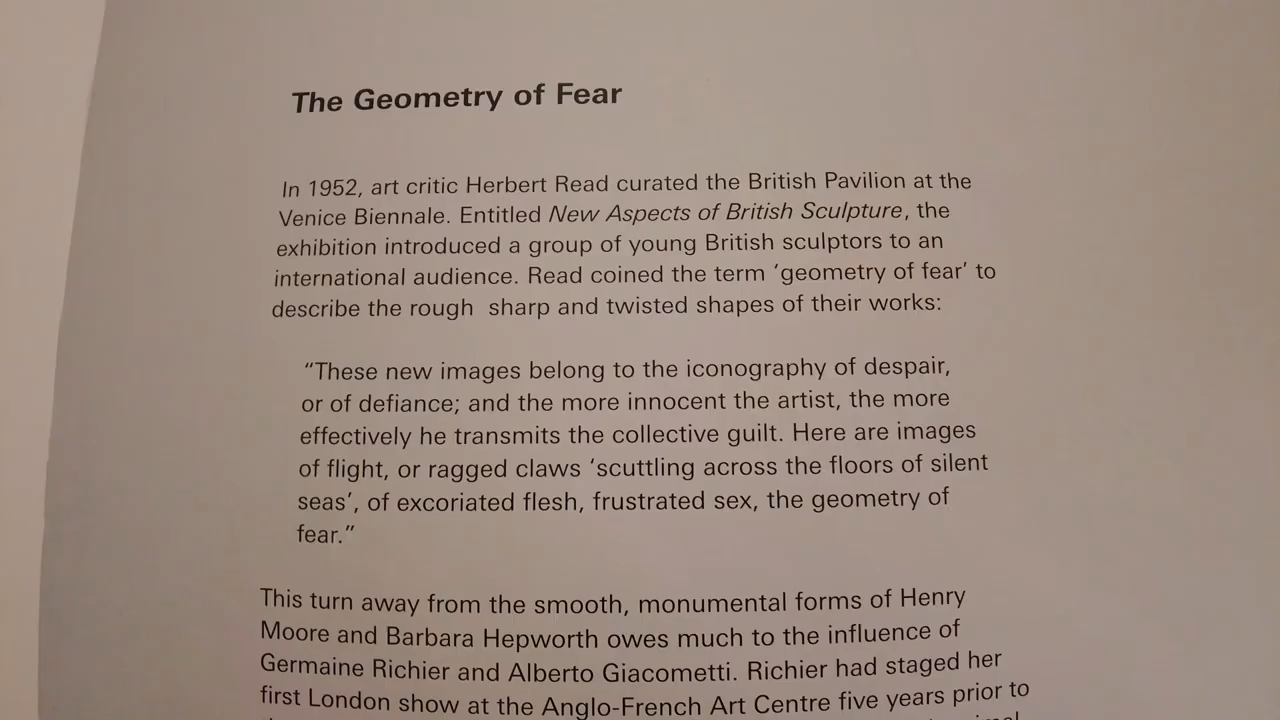 The Geometry of Fear
In 1952, art critic Herbert Read curated the British Pavilion at the
Venice Biennale. Entitled New Aspects of British Sculpture, the
exhibition introduced a group of young British sculptors to an
international audience. Read coined the term ‘geometry of fear’ to
describe the rough  sharp and twisted shapes of their works:
“These new images belong to the iconography of despair,
or of defiance; and the more innocent the artist, the more
effectively he transmits the collective guilt. Here are images
of flight, or ragged claws ‘scuttling across the floors of silent
seas’, of excoriated flesh, frustrated sex, the geometry of
fear.”
This turn away from the smooth, monumental forms of Henry
Moore and Barbara Hepworth owes much to the influence of
Germaine Richier and Alberto Giacometti. Richier had staged her
first London show at the Anglo-French Art Centre five years prior to